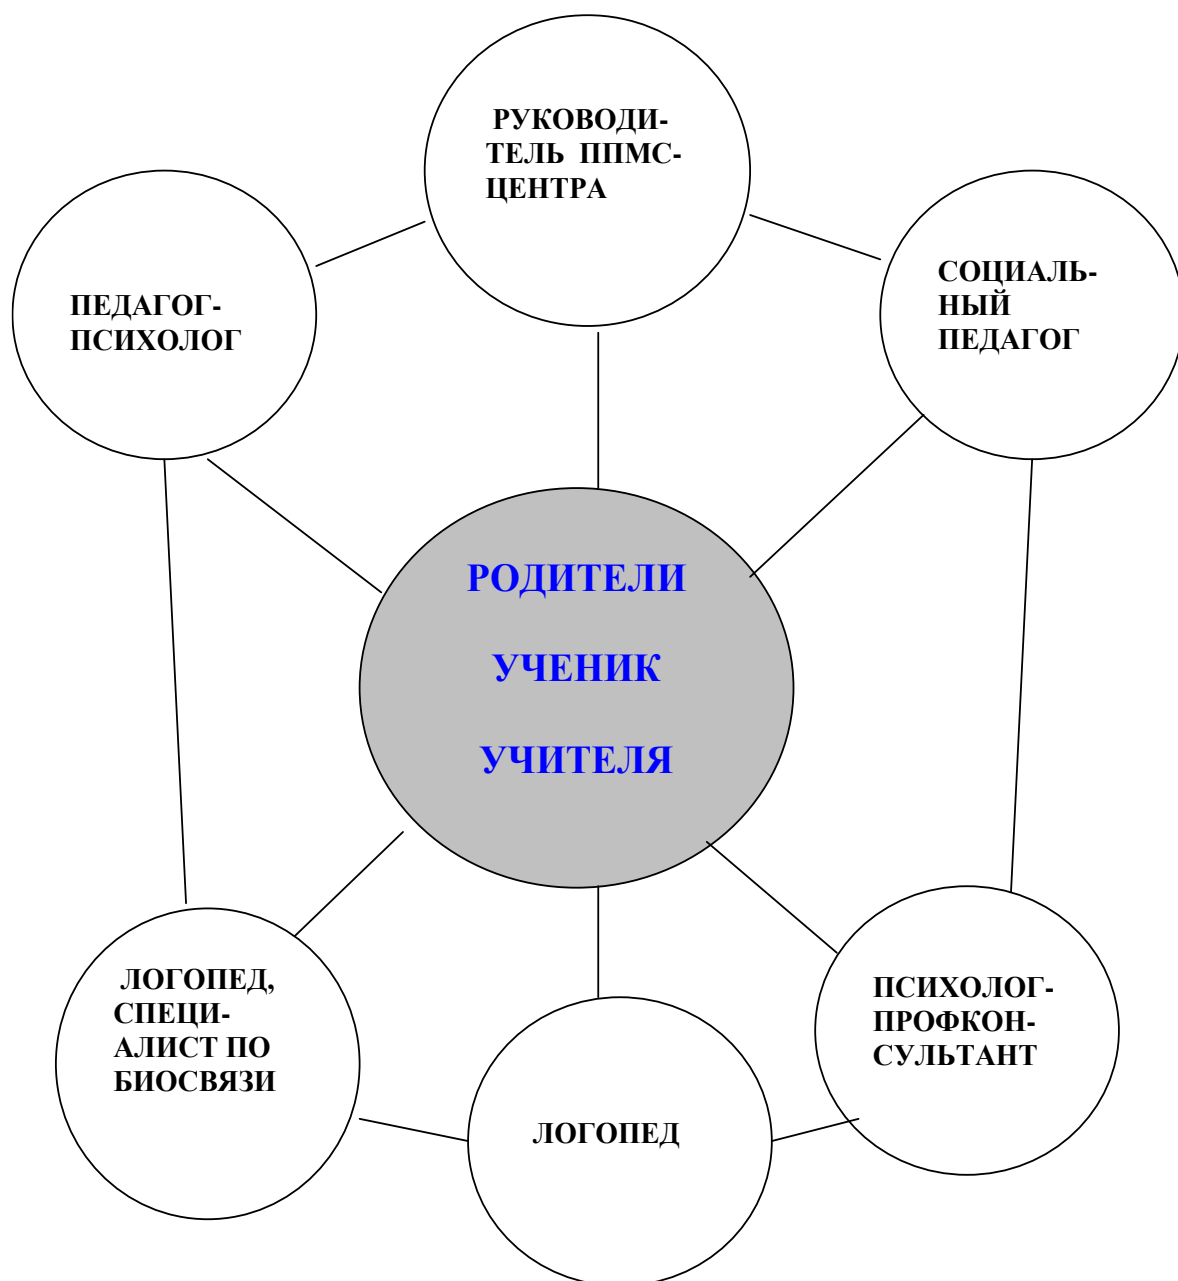 РУКОВОДИ-
ТЕЛЬ ППМС-
ЦЕНТРА
ПЕДАГОГ-
ПСИХОЛОГ
СОЦИАЛЬ-
НЫЙ
ПЕДАГОГ
РОДИТЕЛИ
УЧЕНИК
УЧИТЕЛЯ
ЛОГОПЕД,
СПЕЦИ-
АЛИСТ ПО
БИОСВЯЗИ
ПСИХОЛОГ-
ПРОФКОН-
СУЛЬТАНТ
ЛОГОПЕД